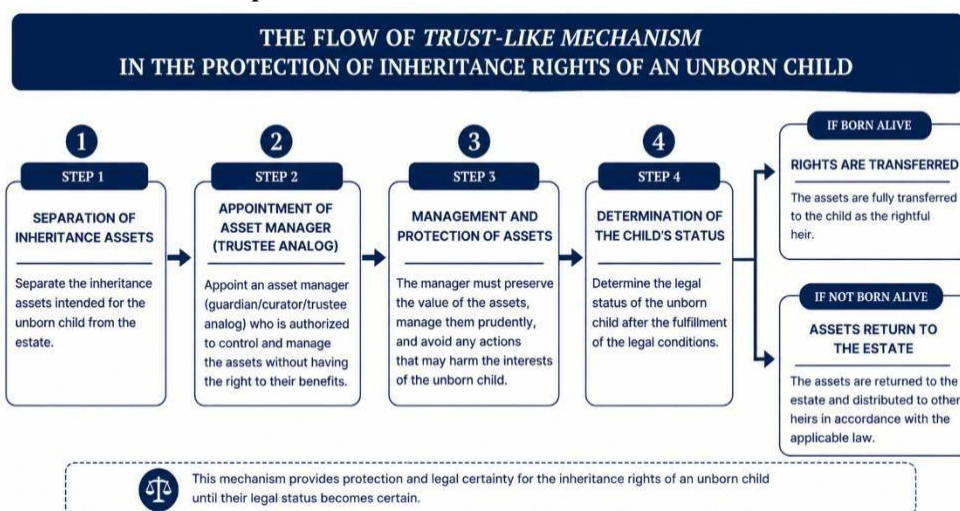 THE FLOW OF TRUST-LIKE MECHANISM
IN THE PROTECTION OF INHERITANCE RIGHTS OF AN UNBORN CHILD
1
STEP 1
SEPARATION OF
INHERITANCE ASSETS
Separate the inheritance
assets intended for the
unborn child from the
estate.
2
STEP 2
APPOINTMENT OF
ASSET MANAGER
(TRUSTEE ANALOG)
Appoint an asset manager
(guardian/curator/trustee
analog) who is authorized
to control and manage
the assets without having
the right to their benefits.
3
STEP 3
MANAGEMENT AND
PROTECTION OF ASSETS
The manager must preserve
the value of the assets,
manage them prudently,
and avoid any actions
that may harm the interests
of the unborn child.
4
STEP 4
DETERMINATION OF
THE CHILD'S STATUS
Determine the legal
status of the unborn
child after the fulfillment
of the legal conditions.
IF BORN ALIVE
RIGHTS ARE TRANSFERRED
The assets are fully transferred
to the child as the rightful
heir.
IF NOT BORN ALIVE
ASSETS RETURN TO
THE ESTATE
The assets are returned to the
estate and distributed to other
heirs in accordance with the
applicable law.
This mechanism provides protection and legal certainty for the inheritance rights of an unborn child
until their legal status becomes certain.